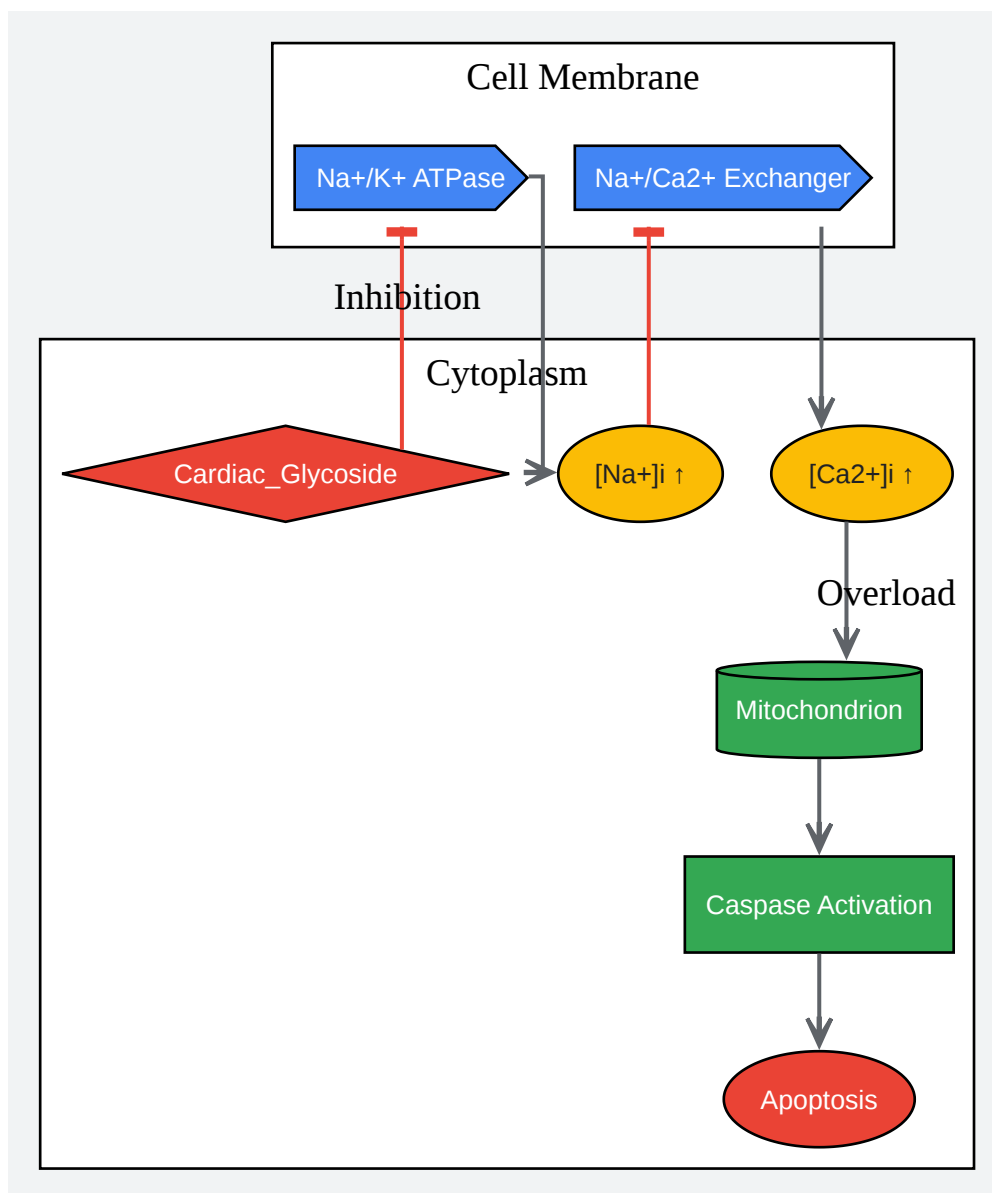 Cell Membrane
Na+/K+ ATPase
Na+/Ca2+ Exchanger
Inhibition
Cytoplasm
Cardiac_Glycoside
[Na+]i ↑
[Ca2+]i ↑
Overload
Mitochondrion
Caspase Activation
Apoptosis